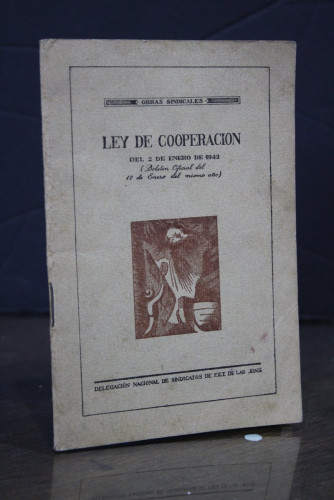 OBRAS SINDICALES
LEY DE COOPERACION
DEL 2 DE ENERO DE 1942
(Boletín Oficial del
12 de Enero del mismo año)
DELEGACIÓN NACIONAL DE SINDICATOS DE F.E.T. DE LAS JONS